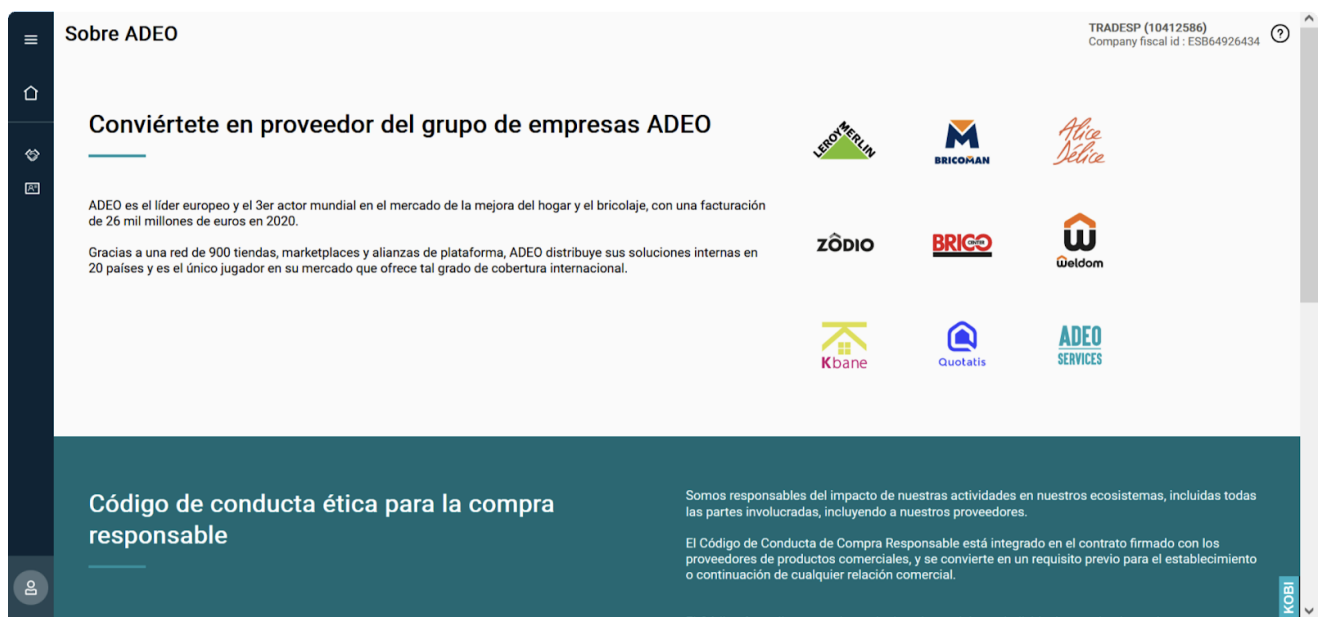 Sobre ADEO
TRADESP (10412586)
Company fiscal id : ESB64926434
?
Conviértete en proveedor del grupo de empresas ADEO
ADEO es el líder europeo y el 3er actor mundial en el mercado de la mejora del hogar y el bricolaje, con una facturación
de 26 mil millones de euros en 2020.
Gracias a una red de 900 tiendas, marketplaces y alianzas de plataforma, ADEO distribuye sus soluciones internas en
20 países y es el único jugador en su mercado que ofrece tal grado de cobertura internacional.
LEROY MERLIN
BRICOMAN
Alice
Délice
ZÔDIO
BRICO CENTER
weldom
Kbane
Quotatis
ADEO
SERVICES
Código de conducta ética para la compra
responsable
Somos responsables del impacto de nuestras actividades en nuestros ecosistemas, incluidas todas
las partes involucradas, incluyendo a nuestros proveedores.
El Código de Conducta de Compra Responsable está integrado en el contrato firmado con los
proveedores de productos comerciales, y se convierte en un requisito previo para el establecimiento
o continuación de cualquier relación comercial.
KOBI